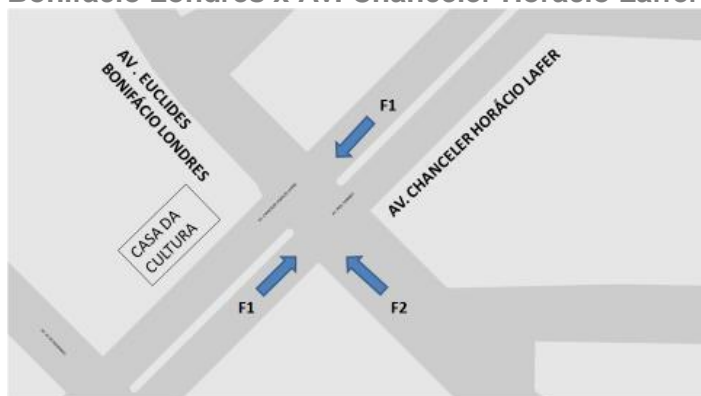 Bonifácio Londres x Av. Chanceler Horácio Lafer
AV. EUCLIDES
BONIFÁCIO LONDRES
F1
AV. CHANCELER HORÁCIO LAFER
CASA DA
CULTURA
F1
F2